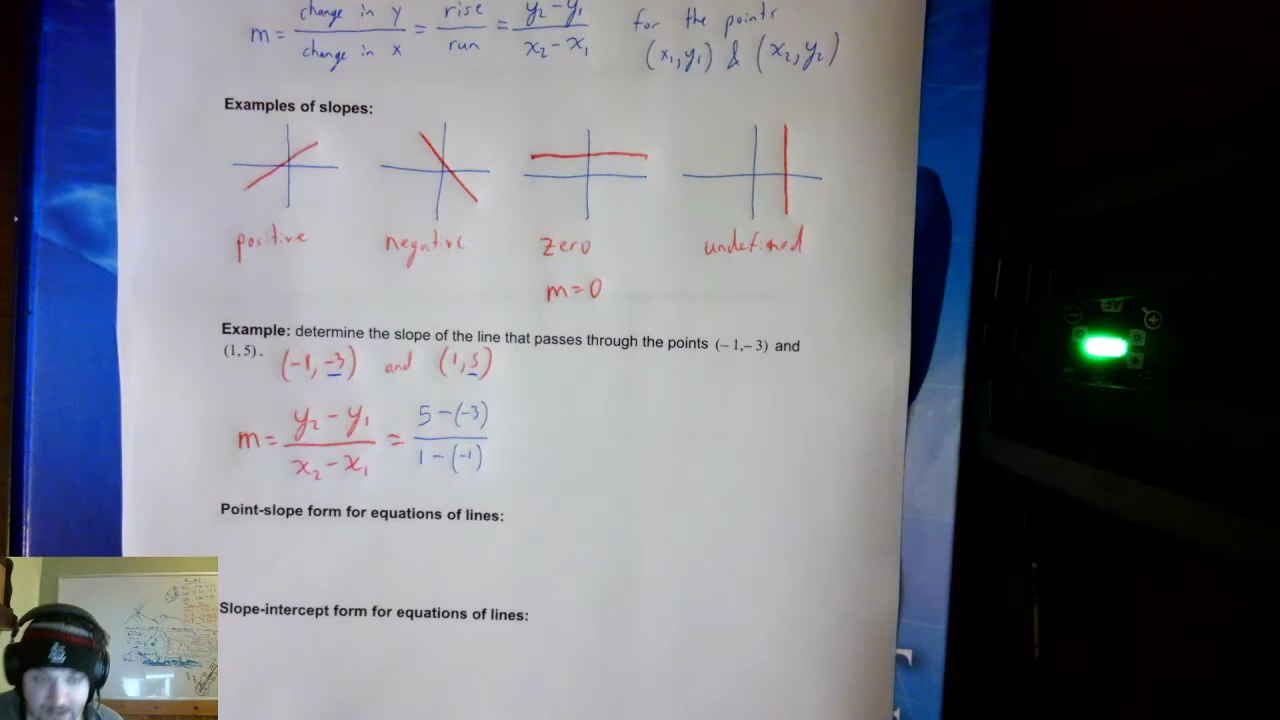 m = change in y / change in x = rise / run = y₂ - y₁ / x₂ - x₁ for the points
(x₁, y₁) & (x₂, y₂)
Examples of slopes:
positive negative zero undefined
m = 0
Example: determine the slope of the line that passes through the points (− 1,− 3) and
(1, 5). (-1, -3) and (1, 5)
m = y₂ - y₁ / x₂ - x₁ = 5 - (-3) / 1 - (-1)
Point-slope form for equations of lines:
Slope-intercept form for equations of lines:
AF